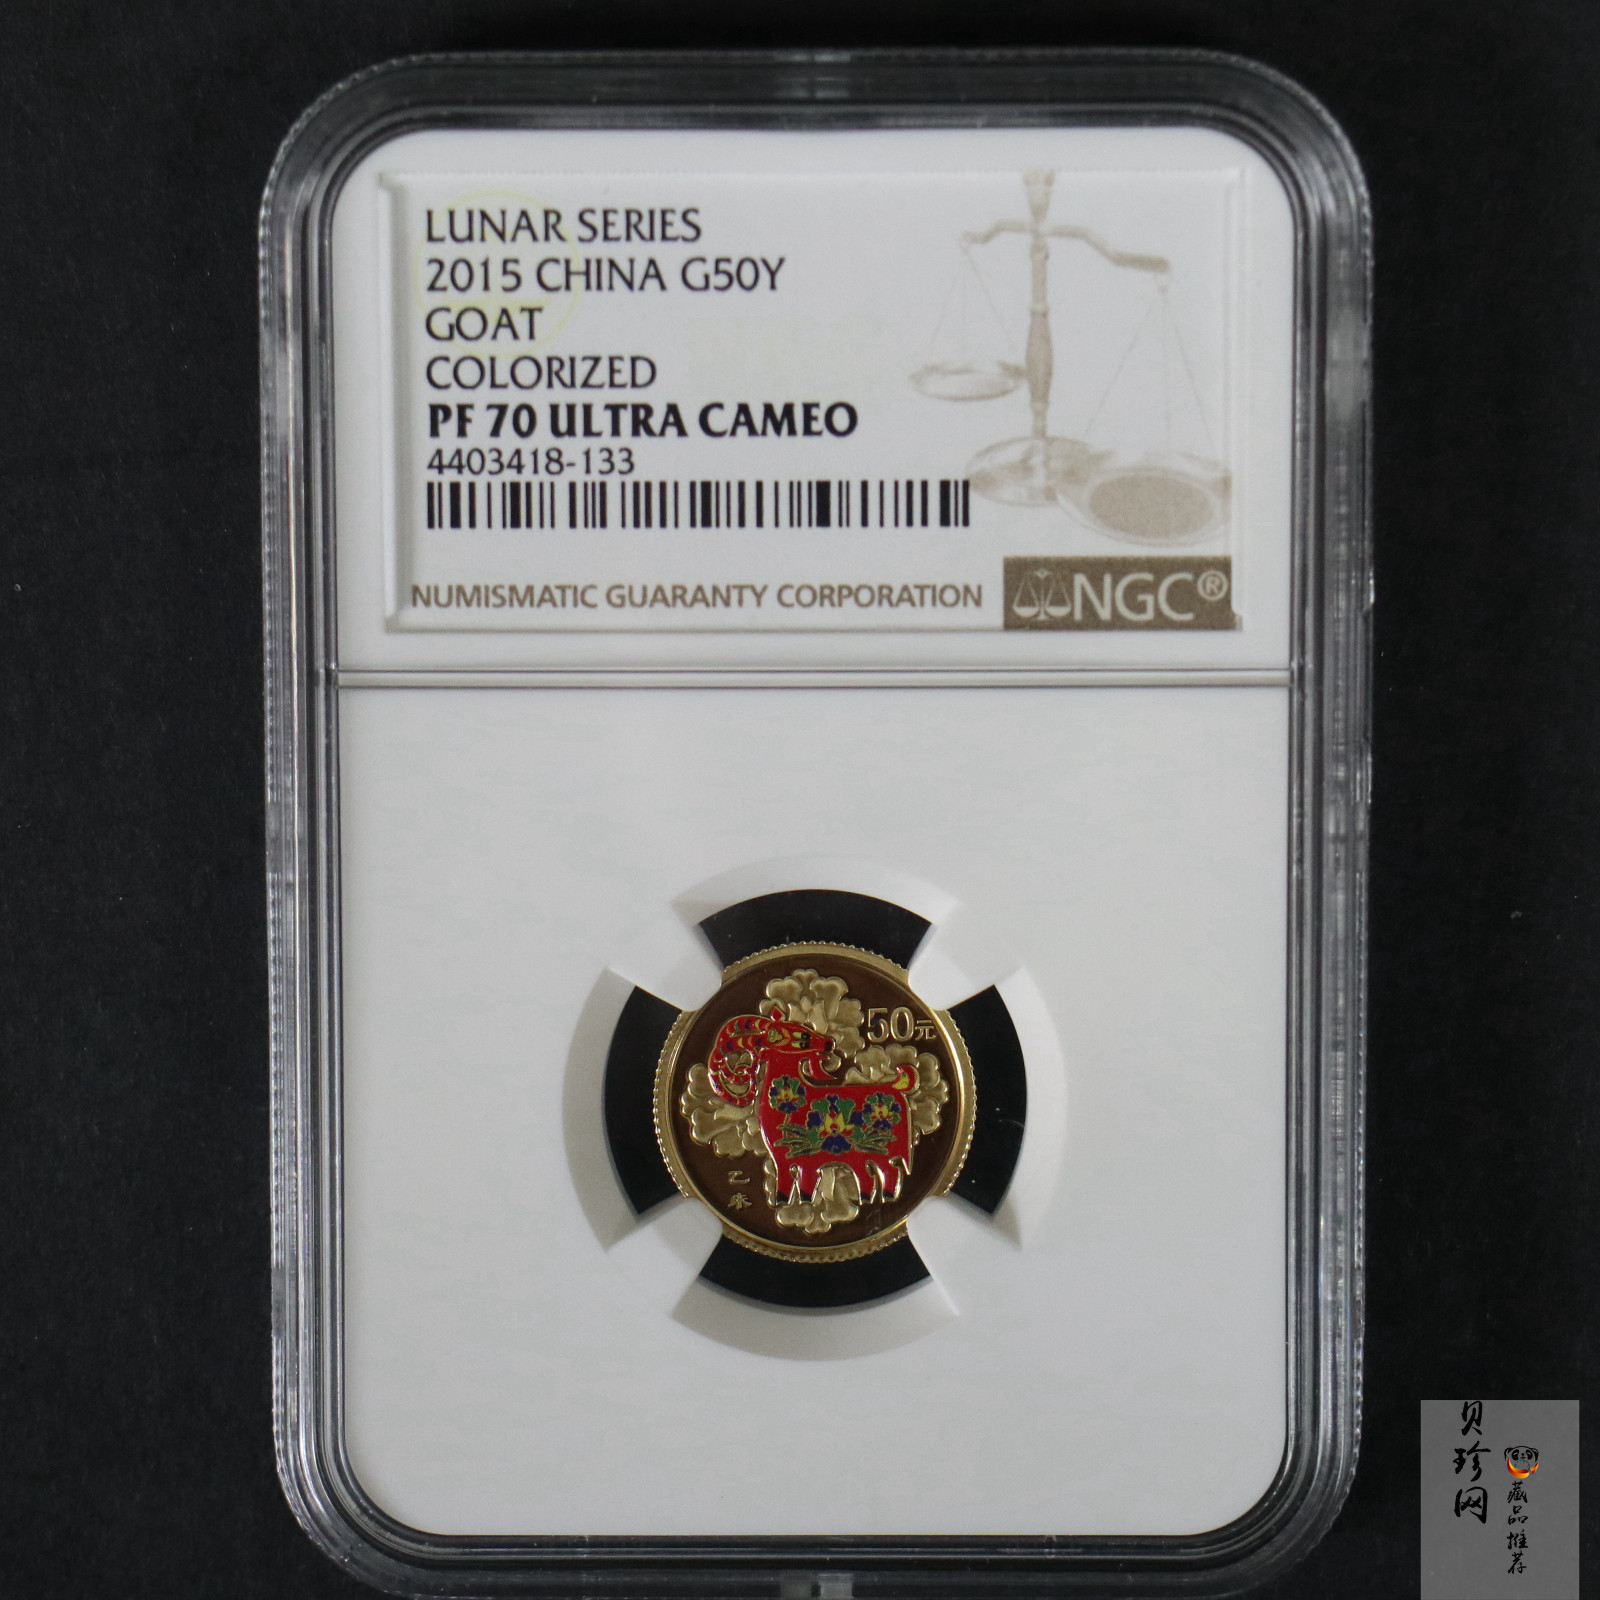 LUNAR SERIES
2015 CHINA G50Y
GOAT
COLORIZED
PF 70 ULTRA CAMEO
4403418-133
NUMISMATIC GUARANTY CORPORATION
NGC®
50元
乙
未
贝珍网
藏品推荐